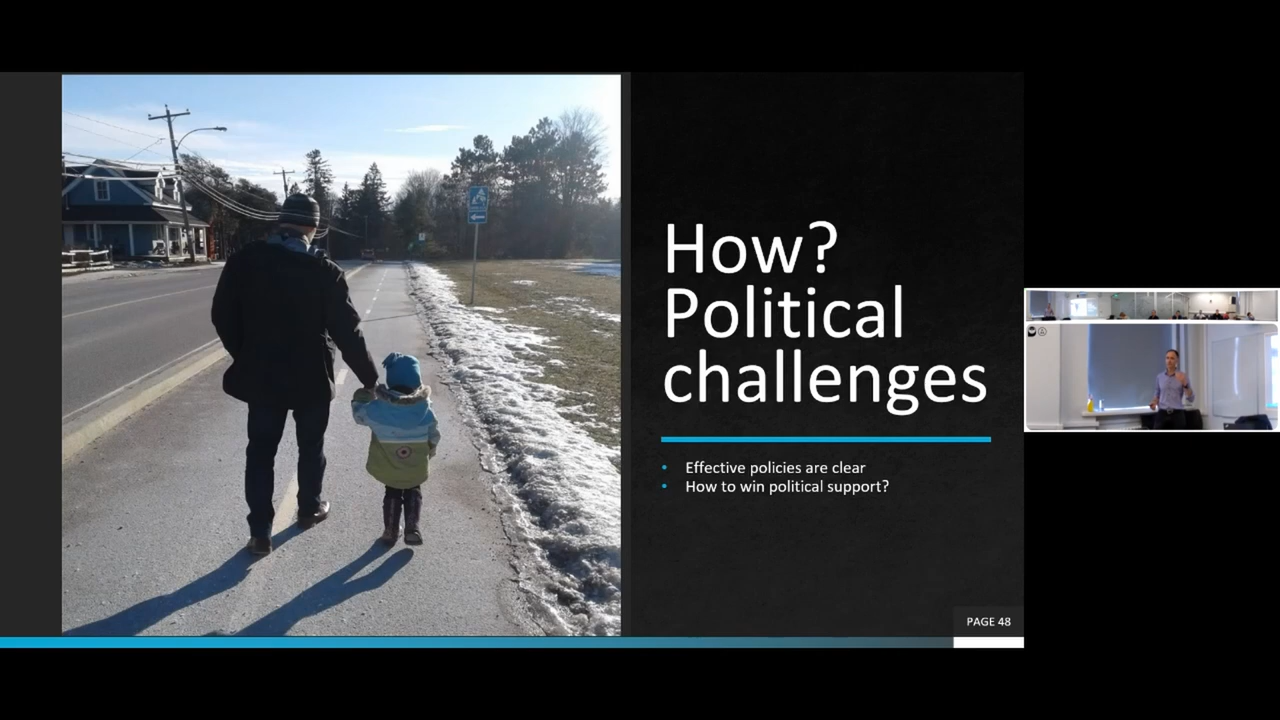 How?
Political
challenges
• Effective policies are clear
• How to win political support?
PAGE 48